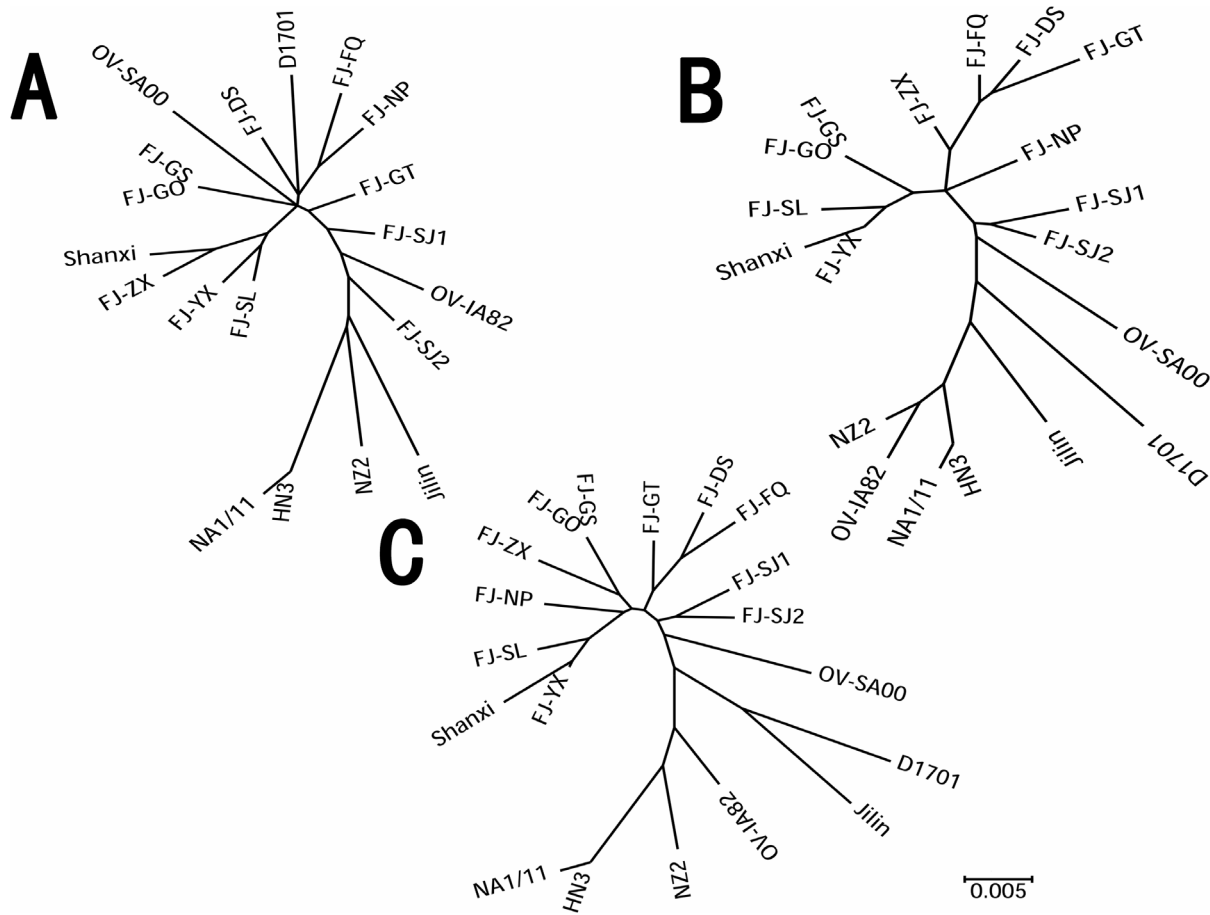 A
D1701
OV-SA00
FJ-DS
FJ-FQ
FJ-NP
FJ-GS
FJ-GO
FJ-GT
FJ-SJ1
Shanxi
FJ-ZX
FJ-YX
FJ-SL
OV-IA82
FJ-SJ2
NA1/11
HN3
NZ2
Jilin
B
FJ-FQ
FJ-DS
FJ-GT
FJ-ZX
FJ-GS
FJ-GO
FJ-NP
FJ-SL
FJ-SJ1
Shanxi
FJ-YX
FJ-SJ2
OV-SA00
NZ2
OV-IA82
NA1/11
HN3
Jilin
D1701
C
FJ-GS
FJ-GO
FJ-GT
FJ-DS
FJ-FQ
FJ-ZX
FJ-SJ1
FJ-NP
FJ-SJ2
FJ-SL
OV-SA00
Shanxi
FJ-YX
D1701
Jilin
OV-IA82
NA1/11
HN3
NZ2
0.005